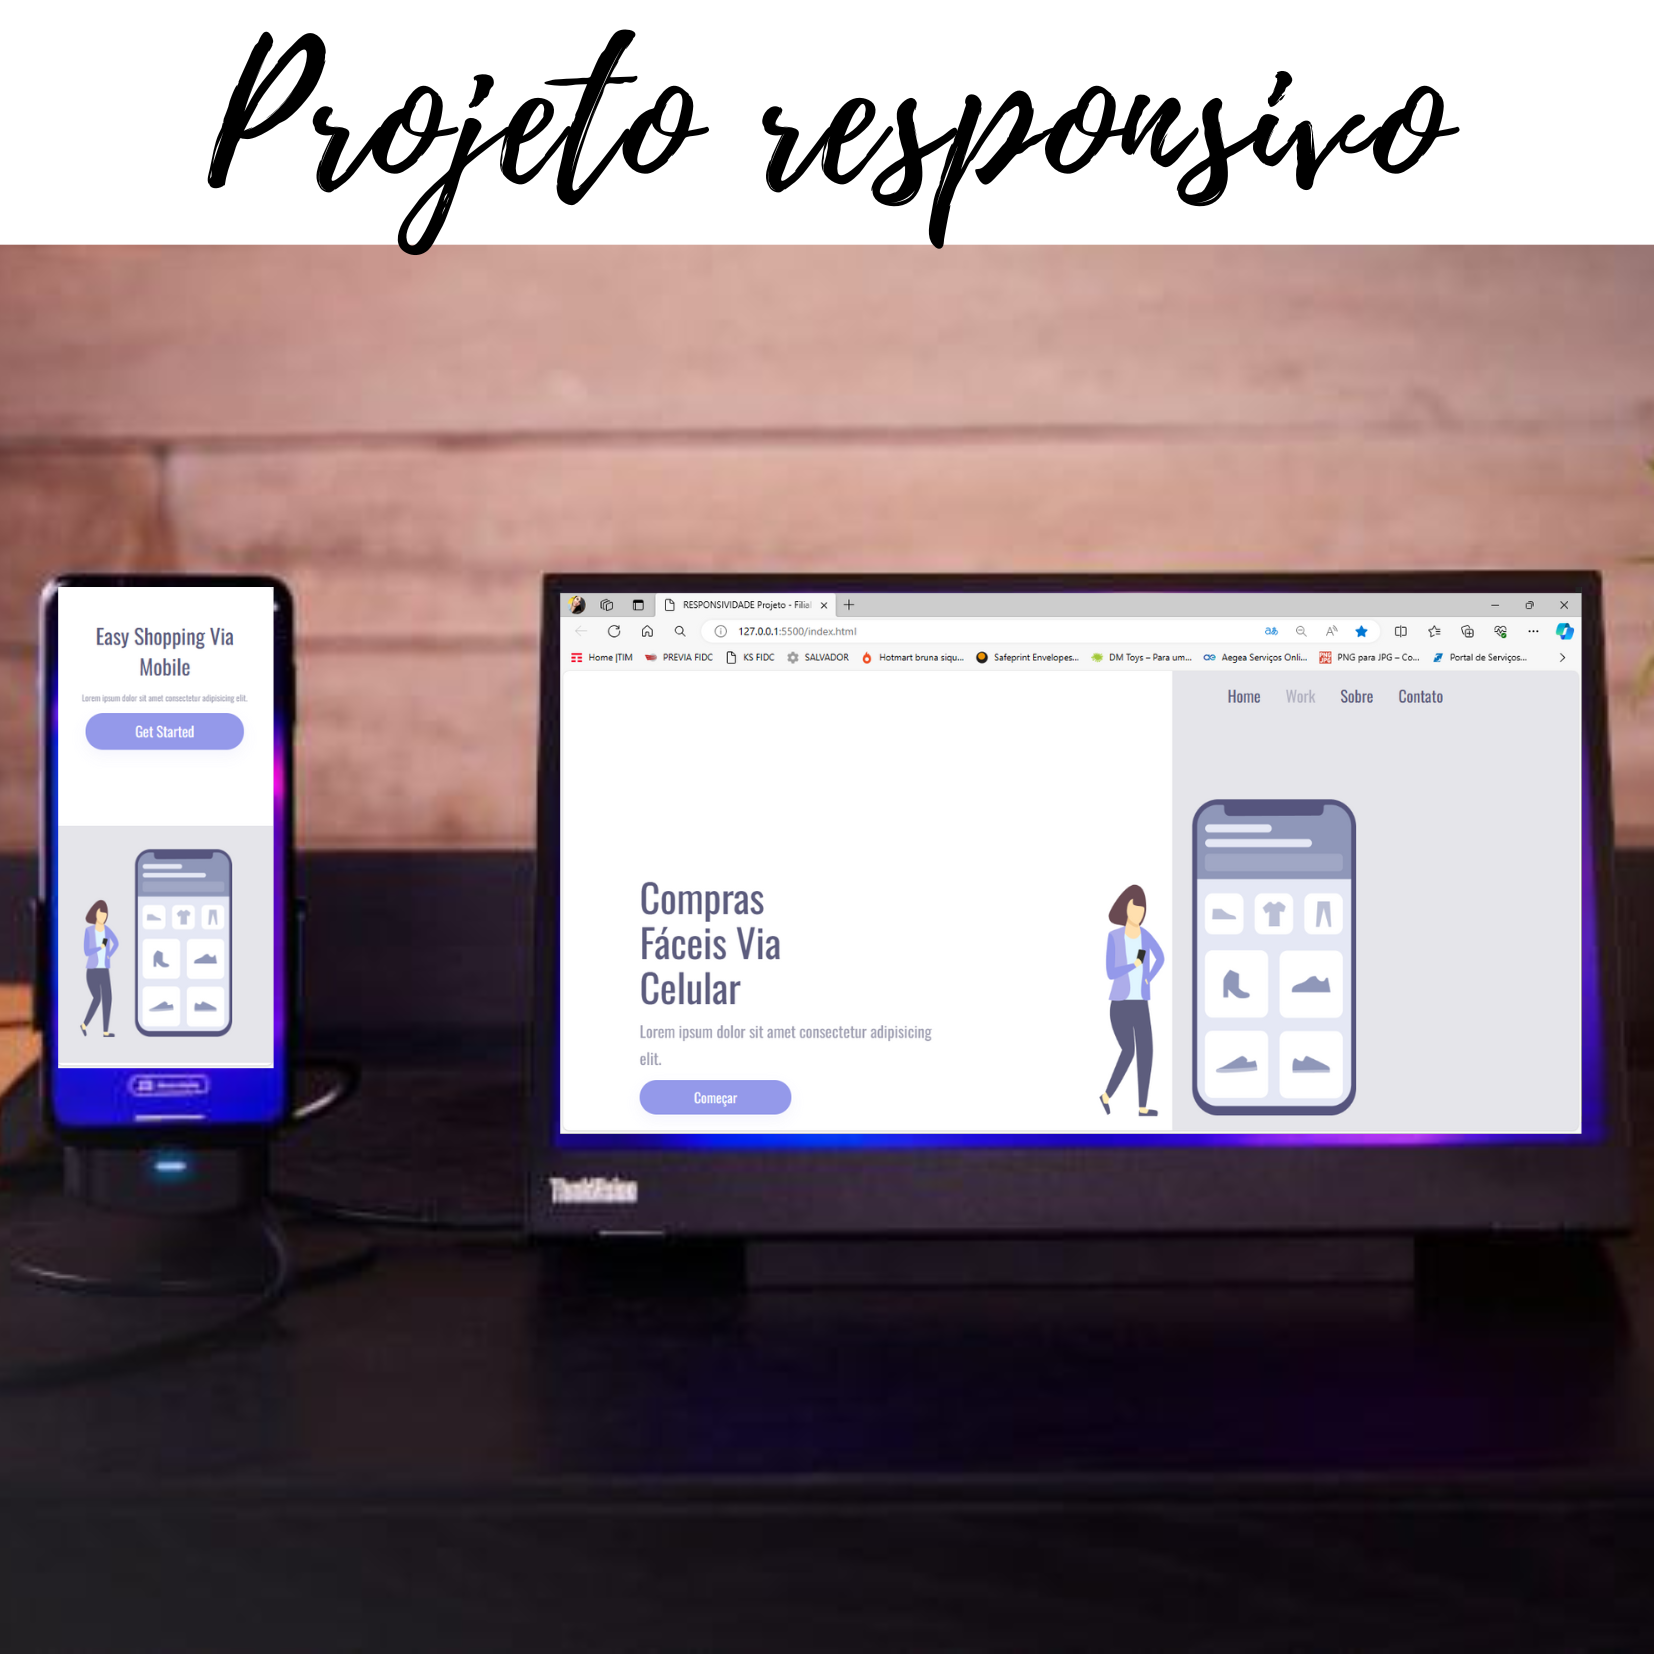 Projeto responsivo
Easy Shopping Via
Mobile
Lorem ipsum dolor sit amet consectetur adipisicing elit.
Get Started
RESPONSIVIDADE Projeto - Filial
127.0.0.1:5500/index.html
Home |TIM PREVIA FIDC KS FIDC SALVADOR Hotmart bruna siqu... Safeprint Envelopes... DM Toys – Para um... Aegea Serviços Onli... PNG para JPG – Co... Portal de Serviços...
Home Work Sobre Contato
Compras
Fáceis Via
Celular
Lorem ipsum dolor sit amet consectetur adipisicing
elit.
Começar
ThinkVision